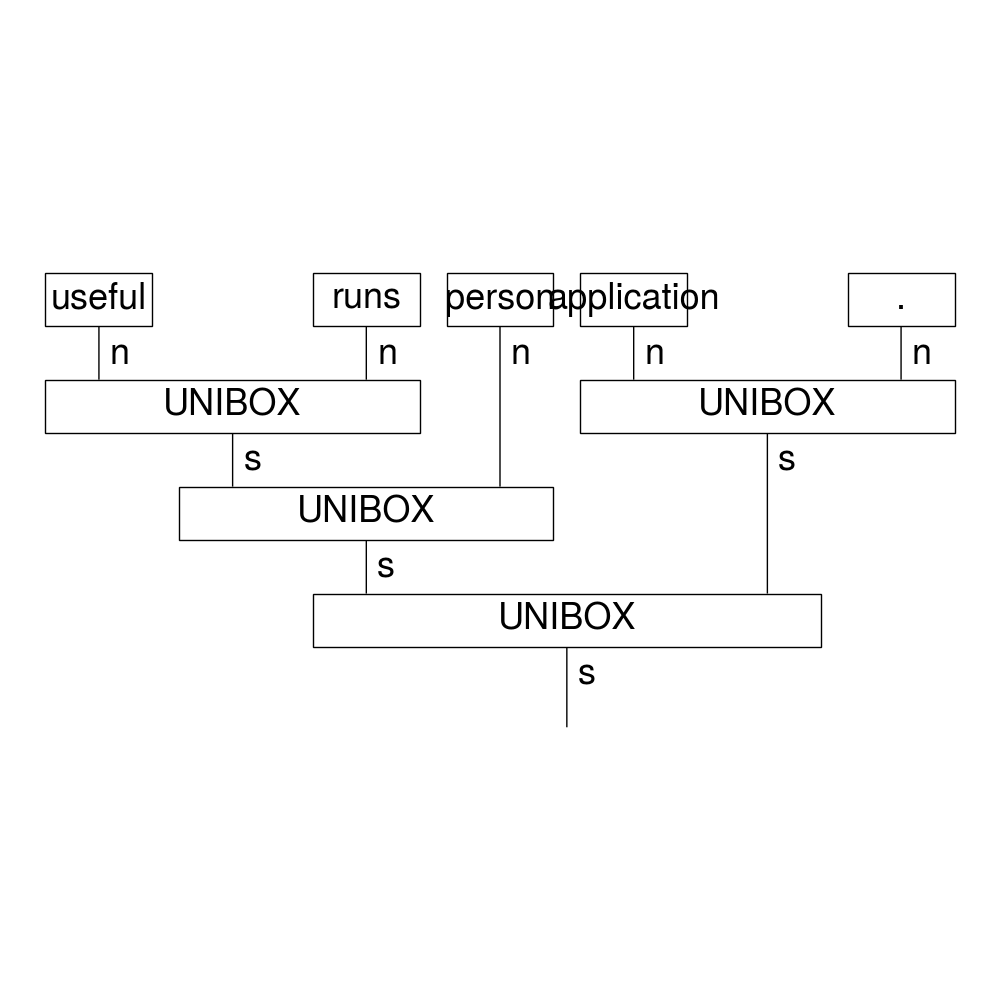 useful runs person application .
n n n n n
UNIBOX UNIBOX
s s
UNIBOX
s
UNIBOX
s